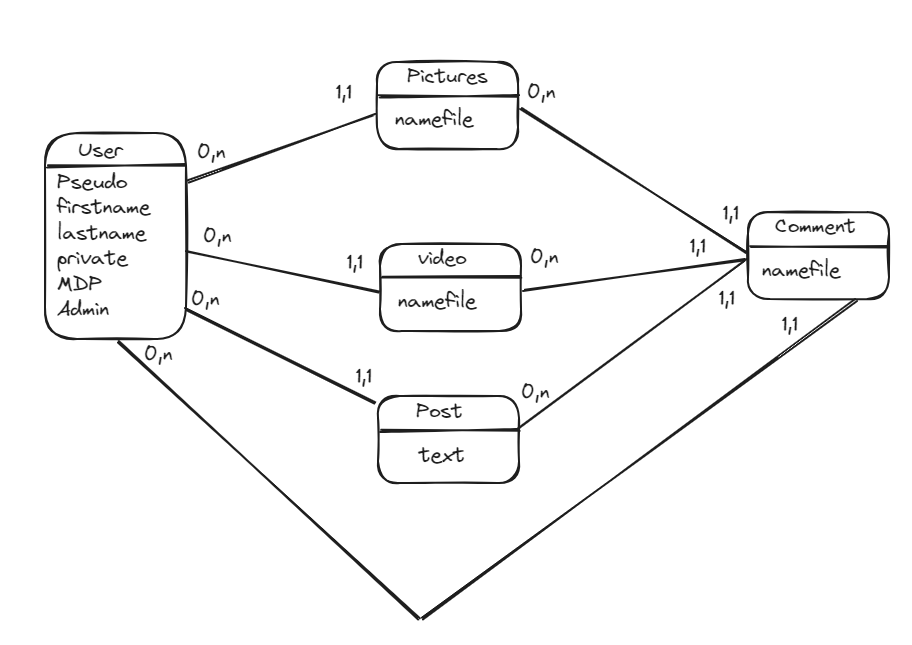 User
Pseudo
firstname
lastname
private
MDP
Admin
0,n
1,1
Pictures
namefile
0,n
1,1
0,n
1,1
video
namefile
0,n
1,1
0,n
1,1
Post
text
0,n
1,1
Comment
namefile
0,n
1,1